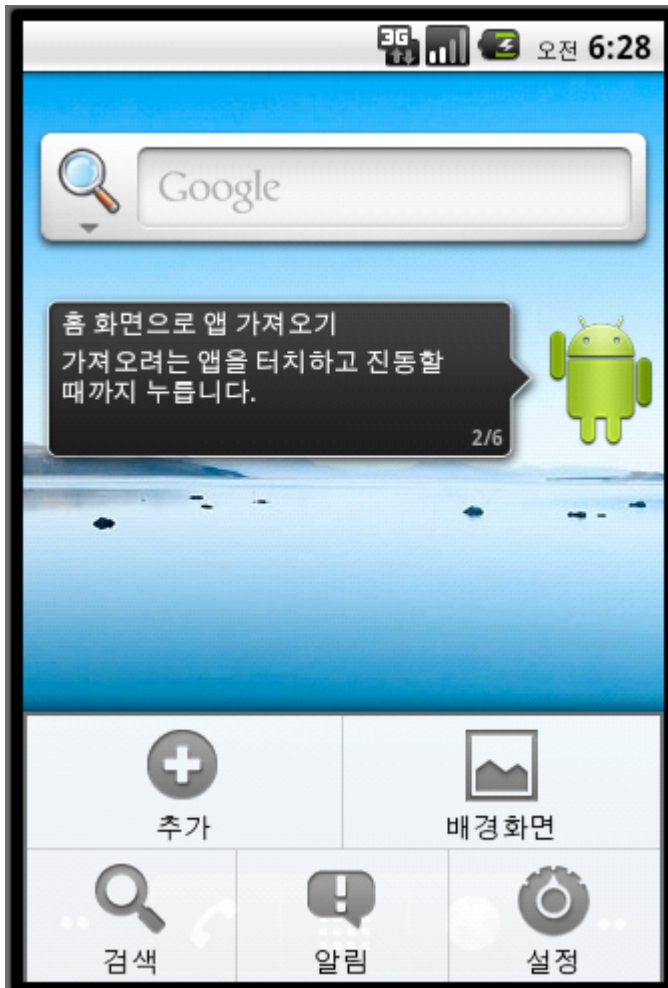 3G 오전 6:28
Google
홈 화면으로 앱 가져오기
가져오려는 앱을 터치하고 진동할
때까지 누릅니다.
2/6
추가 배경화면
검색 알림 설정